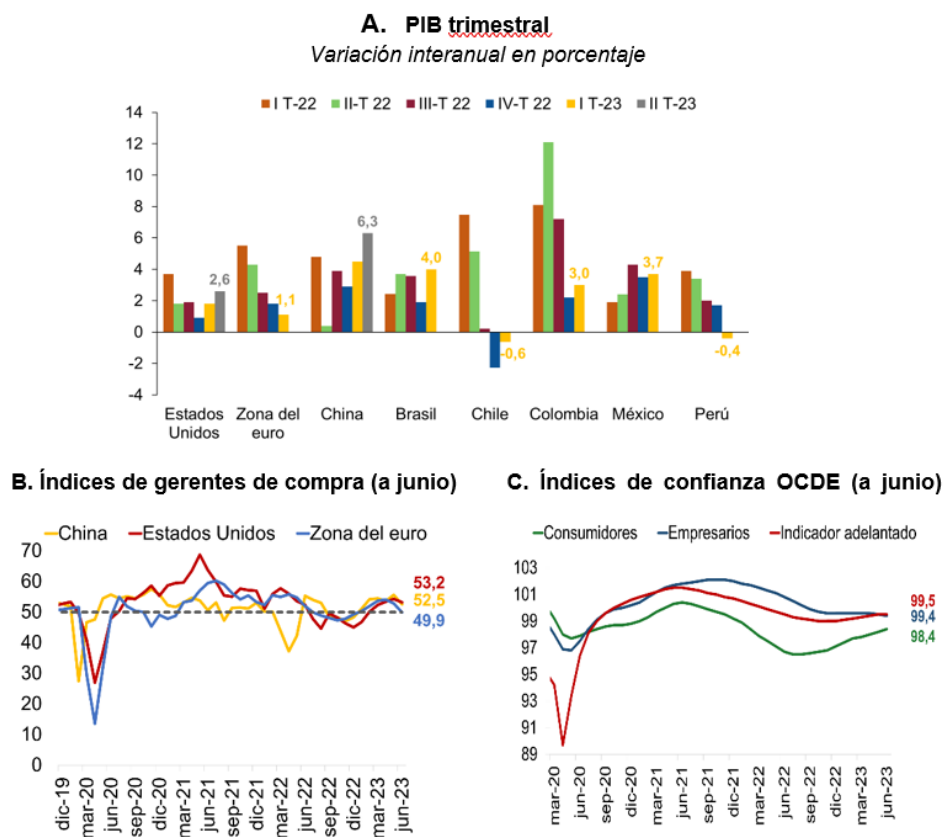 A. PIB trimestral
Variación interanual en porcentaje
I T-22 II-T 22 III-T 22 IV-T 22 I T-23 II T-23
14
12
10
8
6
4
2
0
-2
-4
2,6
1,1
6,3
4,0
-0,6
3,0
3,7
-0,4
Estados Unidos
Zona del euro
China
Brasil
Chile
Colombia
México
Perú
B. Índices de gerentes de compra (a junio)
China Estados Unidos Zona del euro
70
60
50
40
30
20
10
0
53,2
52,5
49,9
dic-19
mar-20
jun-20
sep-20
dic-20
mar-21
jun-21
sep-21
dic-21
mar-22
jun-22
sep-22
dic-22
mar-23
jun-23
C. Índices de confianza OCDE (a junio)
Consumidores Empresarios Indicador adelantado
103
101
99
97
95
93
91
89
99,5
99,4
98,4
mar-20
jun-20
sep-20
dic-20
mar-21
jun-21
sep-21
dic-21
mar-22
jun-22
sep-22
dic-22
mar-23
jun-23